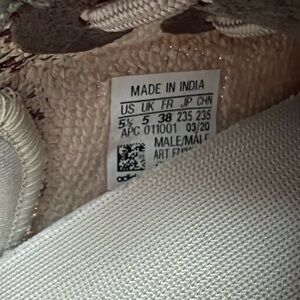 MADE IN INDIA
US UK FR JP CHN
5½ 5 38 235 235
APC 011001 03/20
MALE/MALE
ART